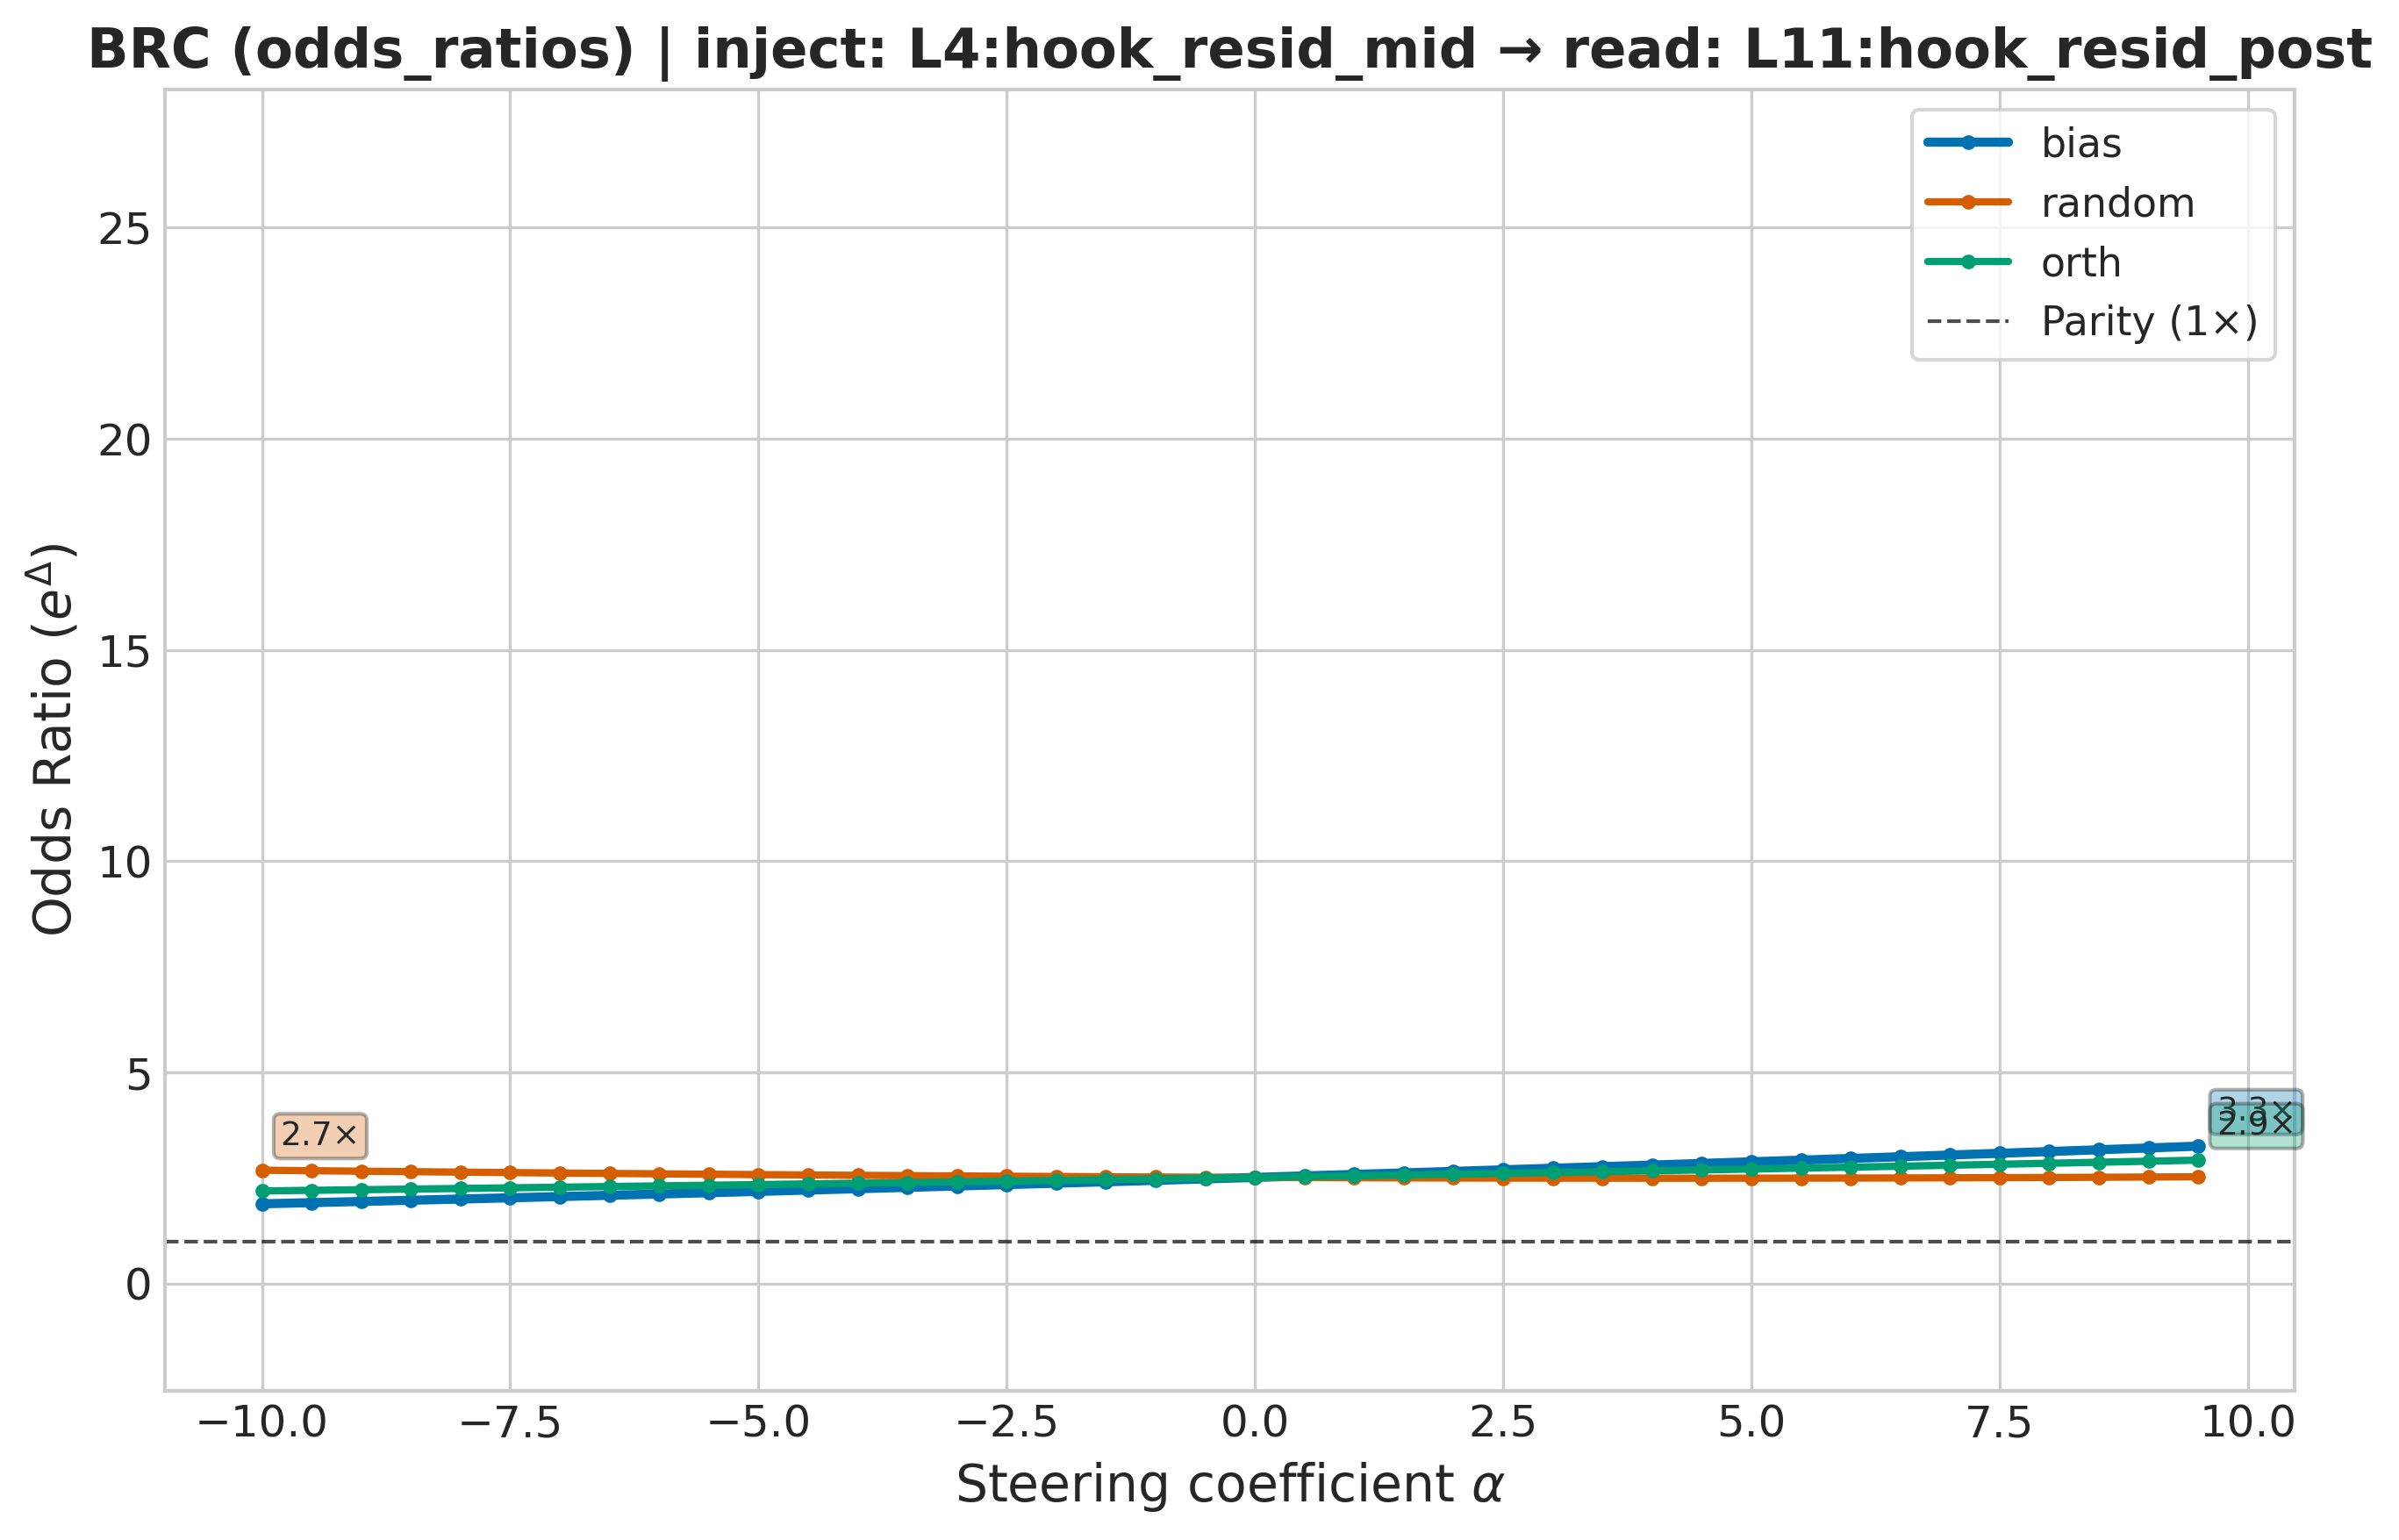 BRC (odds_ratios) | inject: L4:hook_resid_mid → read: L11:hook_resid_post
bias
random
orth
Parity (1×)
Odds Ratio (e^Δ)
25
20
15
10
5
0
2.7×
3.3×
2.9×
−10.0
−7.5
−5.0
−2.5
0.0
2.5
5.0
7.5
10.0
Steering coefficient α